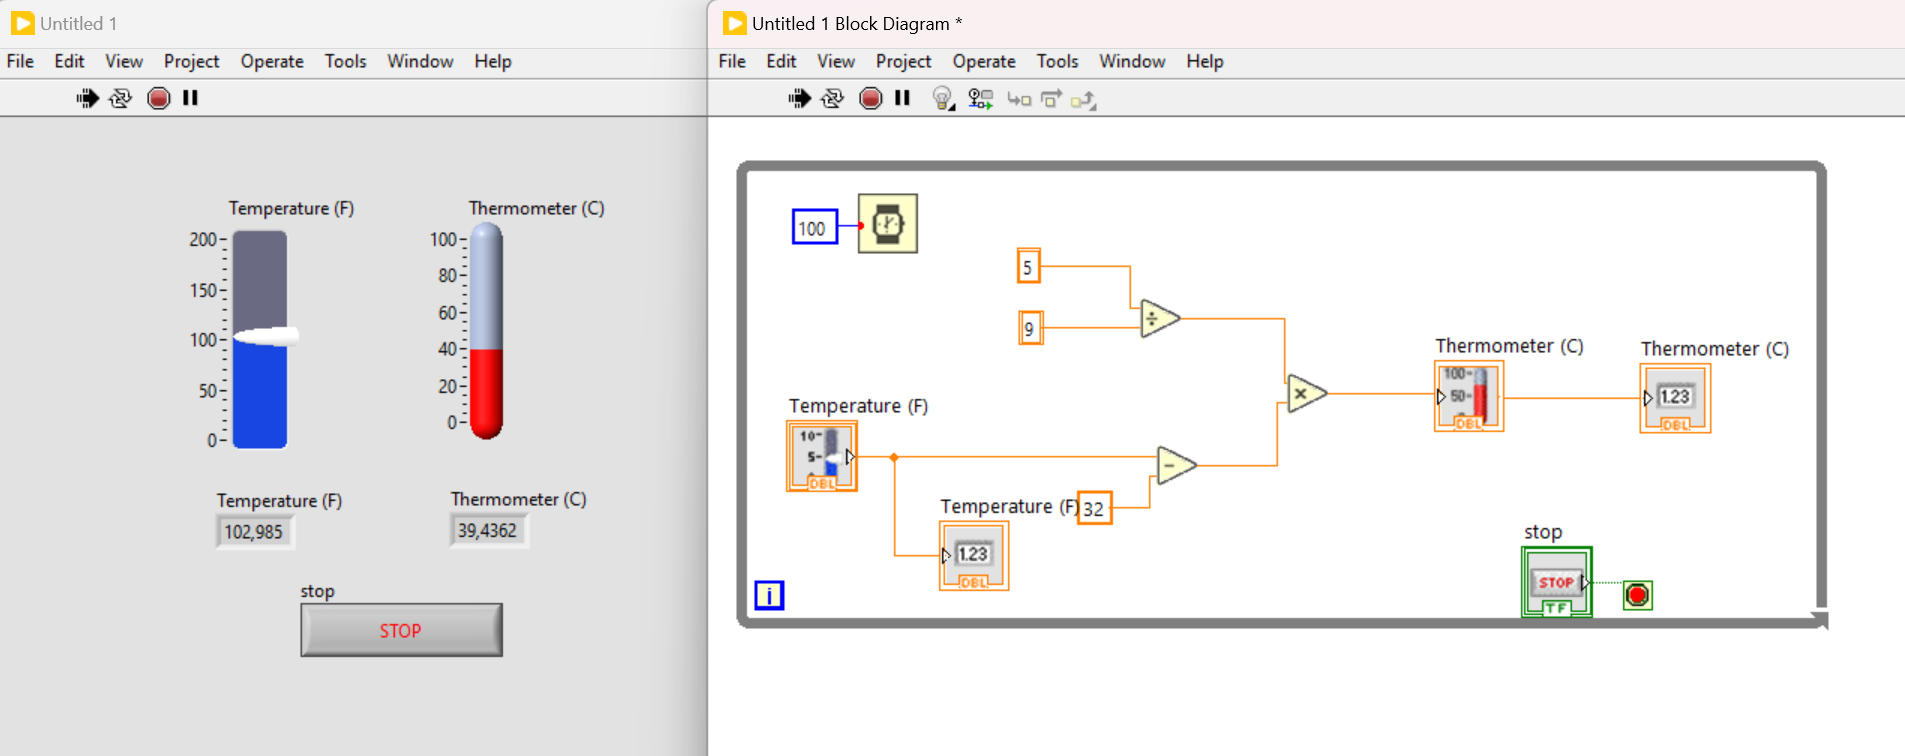 Untitled 1
File Edit View Project Operate Tools Window Help
Temperature (F)
200
150
100
50
0
Thermometer (C)
100
80
60
40
20
0
Temperature (F)
102,985
Thermometer (C)
39,4362
stop
STOP
Untitled 1 Block Diagram *
File Edit View Project Operate Tools Window Help
100
5
9
÷
×
Temperature (F)
10
5
DBL
-
32
Temperature (F)
1.23
DBL
Thermometer (C)
100
50
DBL
Thermometer (C)
1.23
DBL
stop
STOP
TF
i